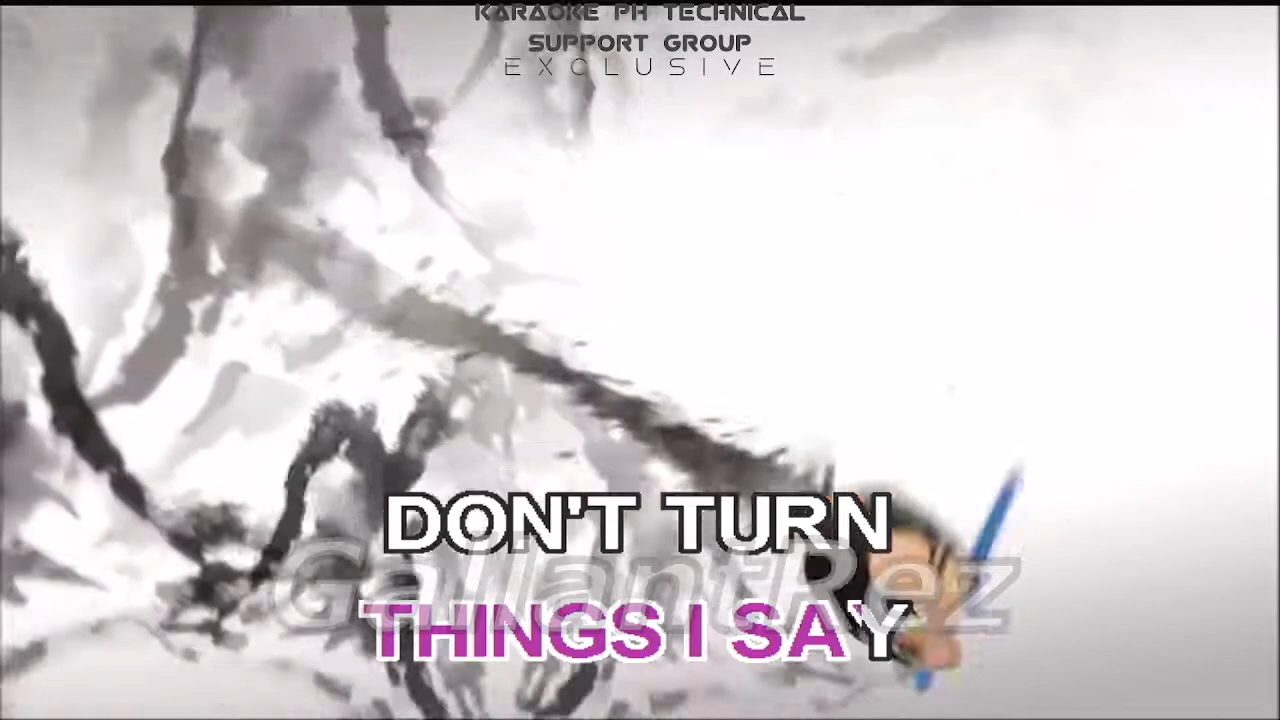 KARAOKE PH TECHNICAL
SUPPORT GROUP
EXCLUSIVE
DON'T TURN
GallantRez
THINGS I SAY